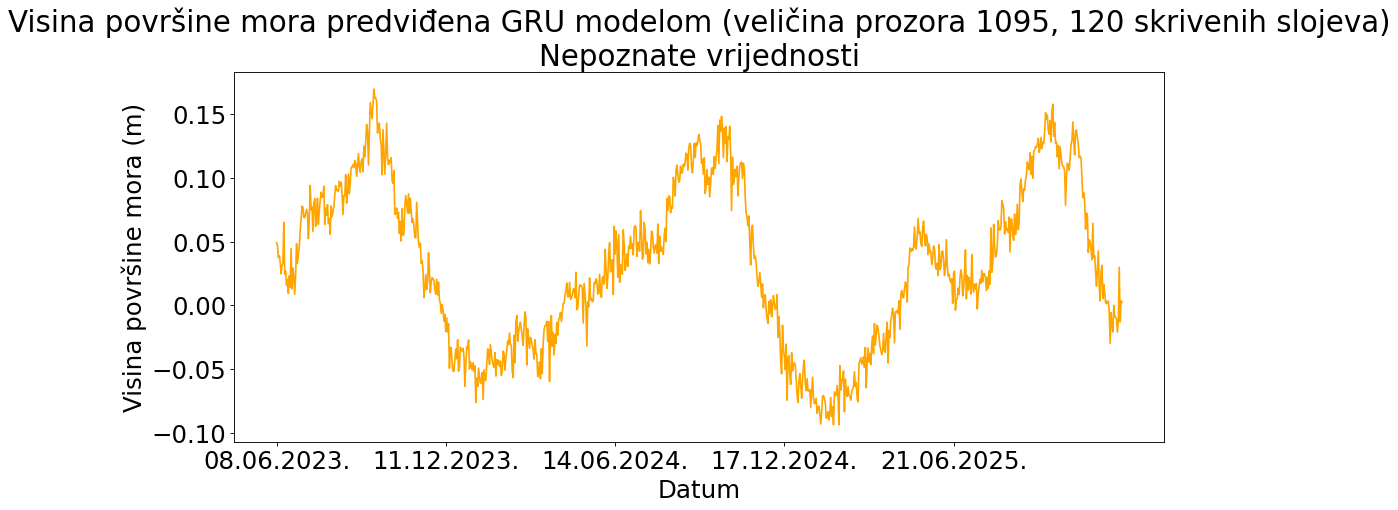 Visina površine mora predviđena GRU modelom (veličina prozora 1095, 120 skrivenih slojeva)
Nepoznate vrijednosti
Visina površine mora (m)
0.15
0.10
0.05
0.00
−0.05
−0.10
08.06.2023. 11.12.2023. 14.06.2024. 17.12.2024. 21.06.2025.
Datum